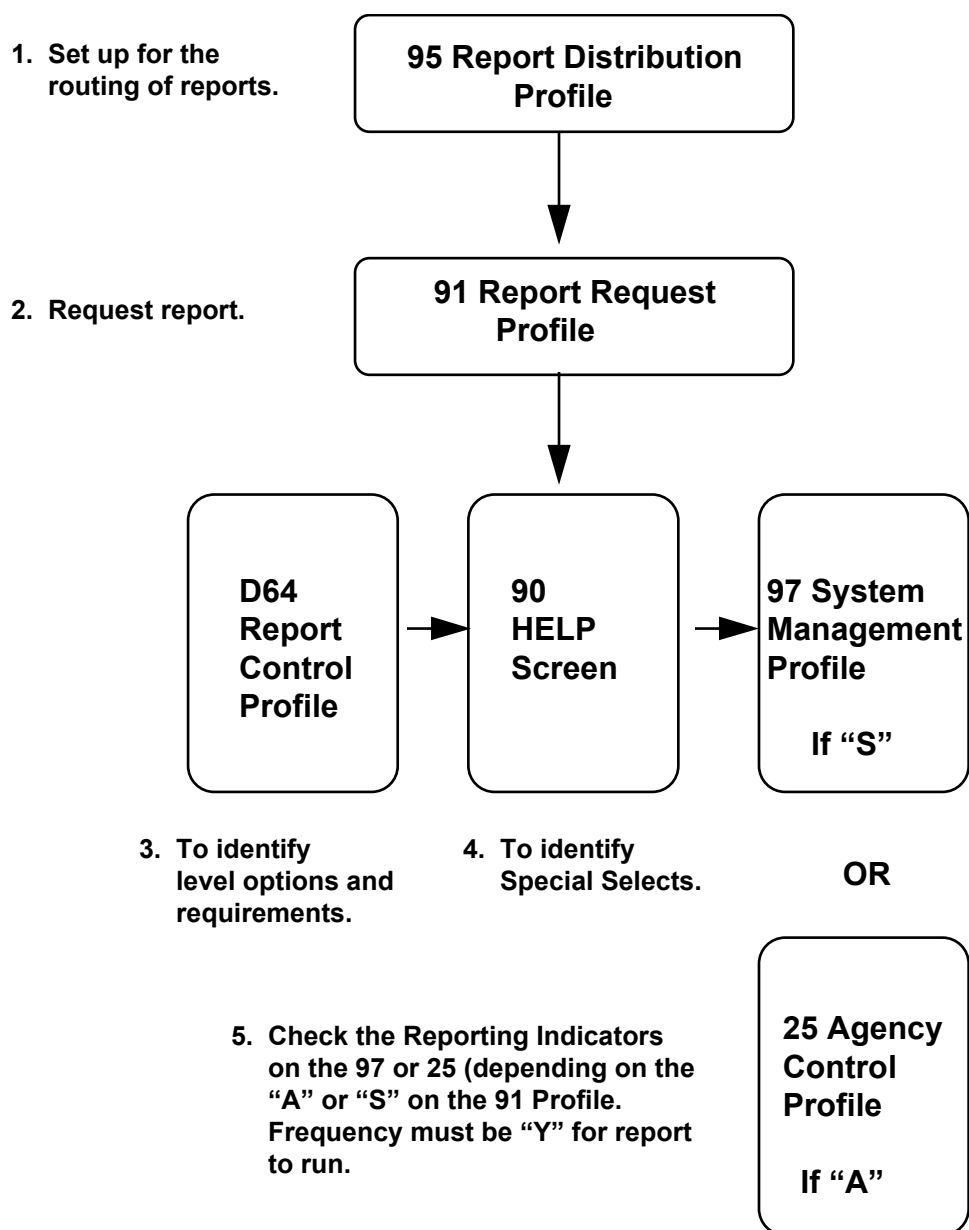 1. Set up for the
routing of reports.
95 Report Distribution
Profile
2. Request report.
91 Report Request
Profile
D64
Report
Control
Profile
90
HELP
Screen
97 System
Management
Profile
If “S”
3. To identify
level options and
requirements.
4. To identify
Special Selects.
OR
5. Check the Reporting Indicators
on the 97 or 25 (depending on the
“A” or “S” on the 91 Profile.
Frequency must be “Y” for report
to run.
25 Agency
Control
Profile
If “A”